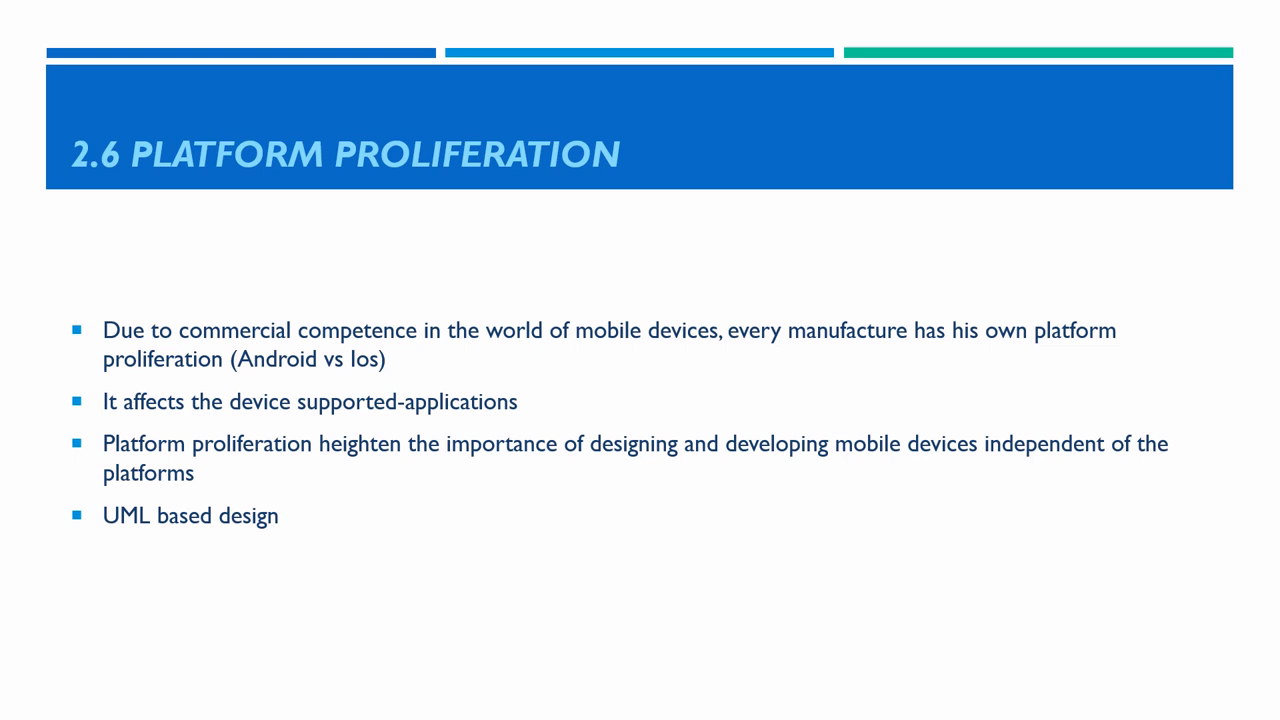 2.6 PLATFORM PROLIFERATION
Due to commercial competence in the world of mobile devices, every manufacture has his own platform
proliferation (Android vs Ios)
It affects the device supported-applications
Platform proliferation heighten the importance of designing and developing mobile devices independent of the
platforms
UML based design